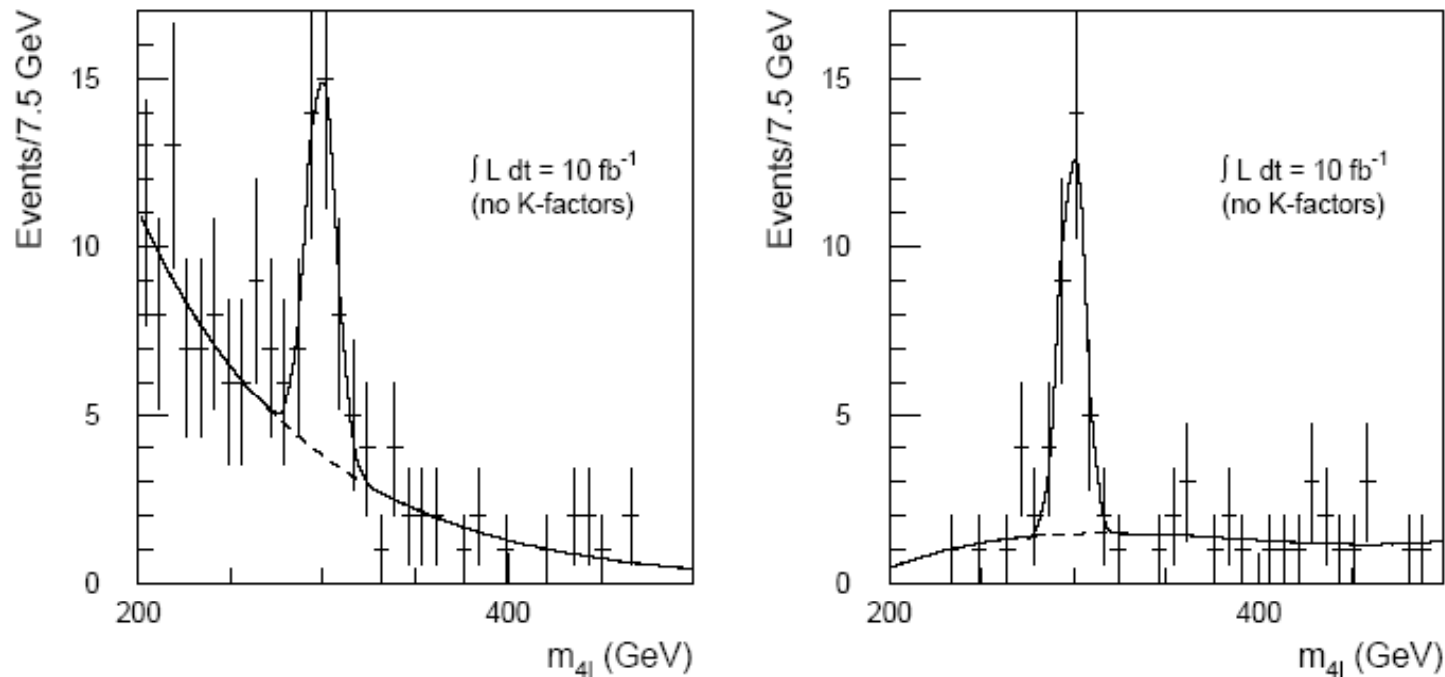 Events/7.5 GeV
15
10
5
0
200
400
m4l (GeV)
∫ L dt = 10 fb-1
(no K-factors)
Events/7.5 GeV
15
10
5
0
200
400
m4l (GeV)
∫ L dt = 10 fb-1
(no K-factors)